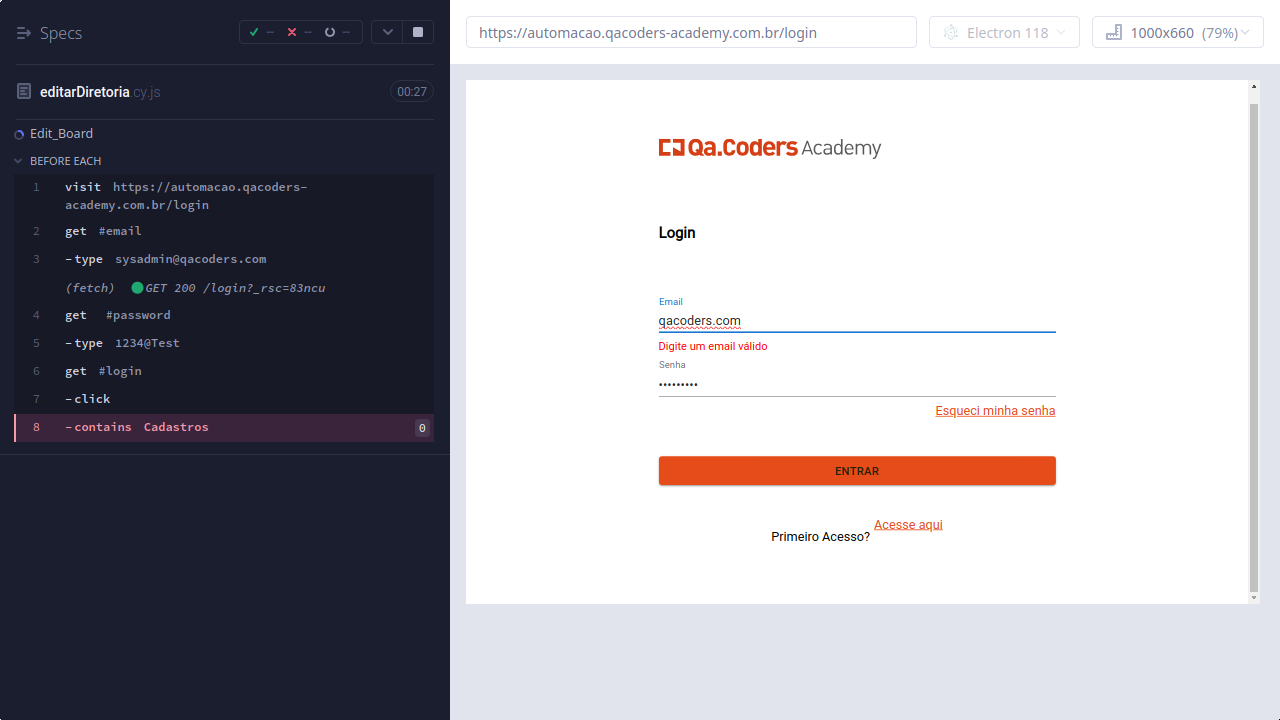 Specs
-- -- --
editarDiretoria.cy.js
00:27
Edit_Board
BEFORE EACH
1 visit https://automacao.qacoders-
academy.com.br/login
2 get #email
3 -type sysadmin@qacoders.com
(fetch) GET 200 /login?_rsc=83ncu
4 get #password
5 -type 1234@Test
6 get #login
7 -click
8 -contains Cadastros 0
https://automacao.qacoders-academy.com.br/login
Electron 118
1000x660 (79%)
Qa.Coders Academy
Login
Email
qacoders.com
Digite um email válido
Senha
•••••••••
Esqueci minha senha
ENTRAR
Primeiro Acesso? Acesse aqui